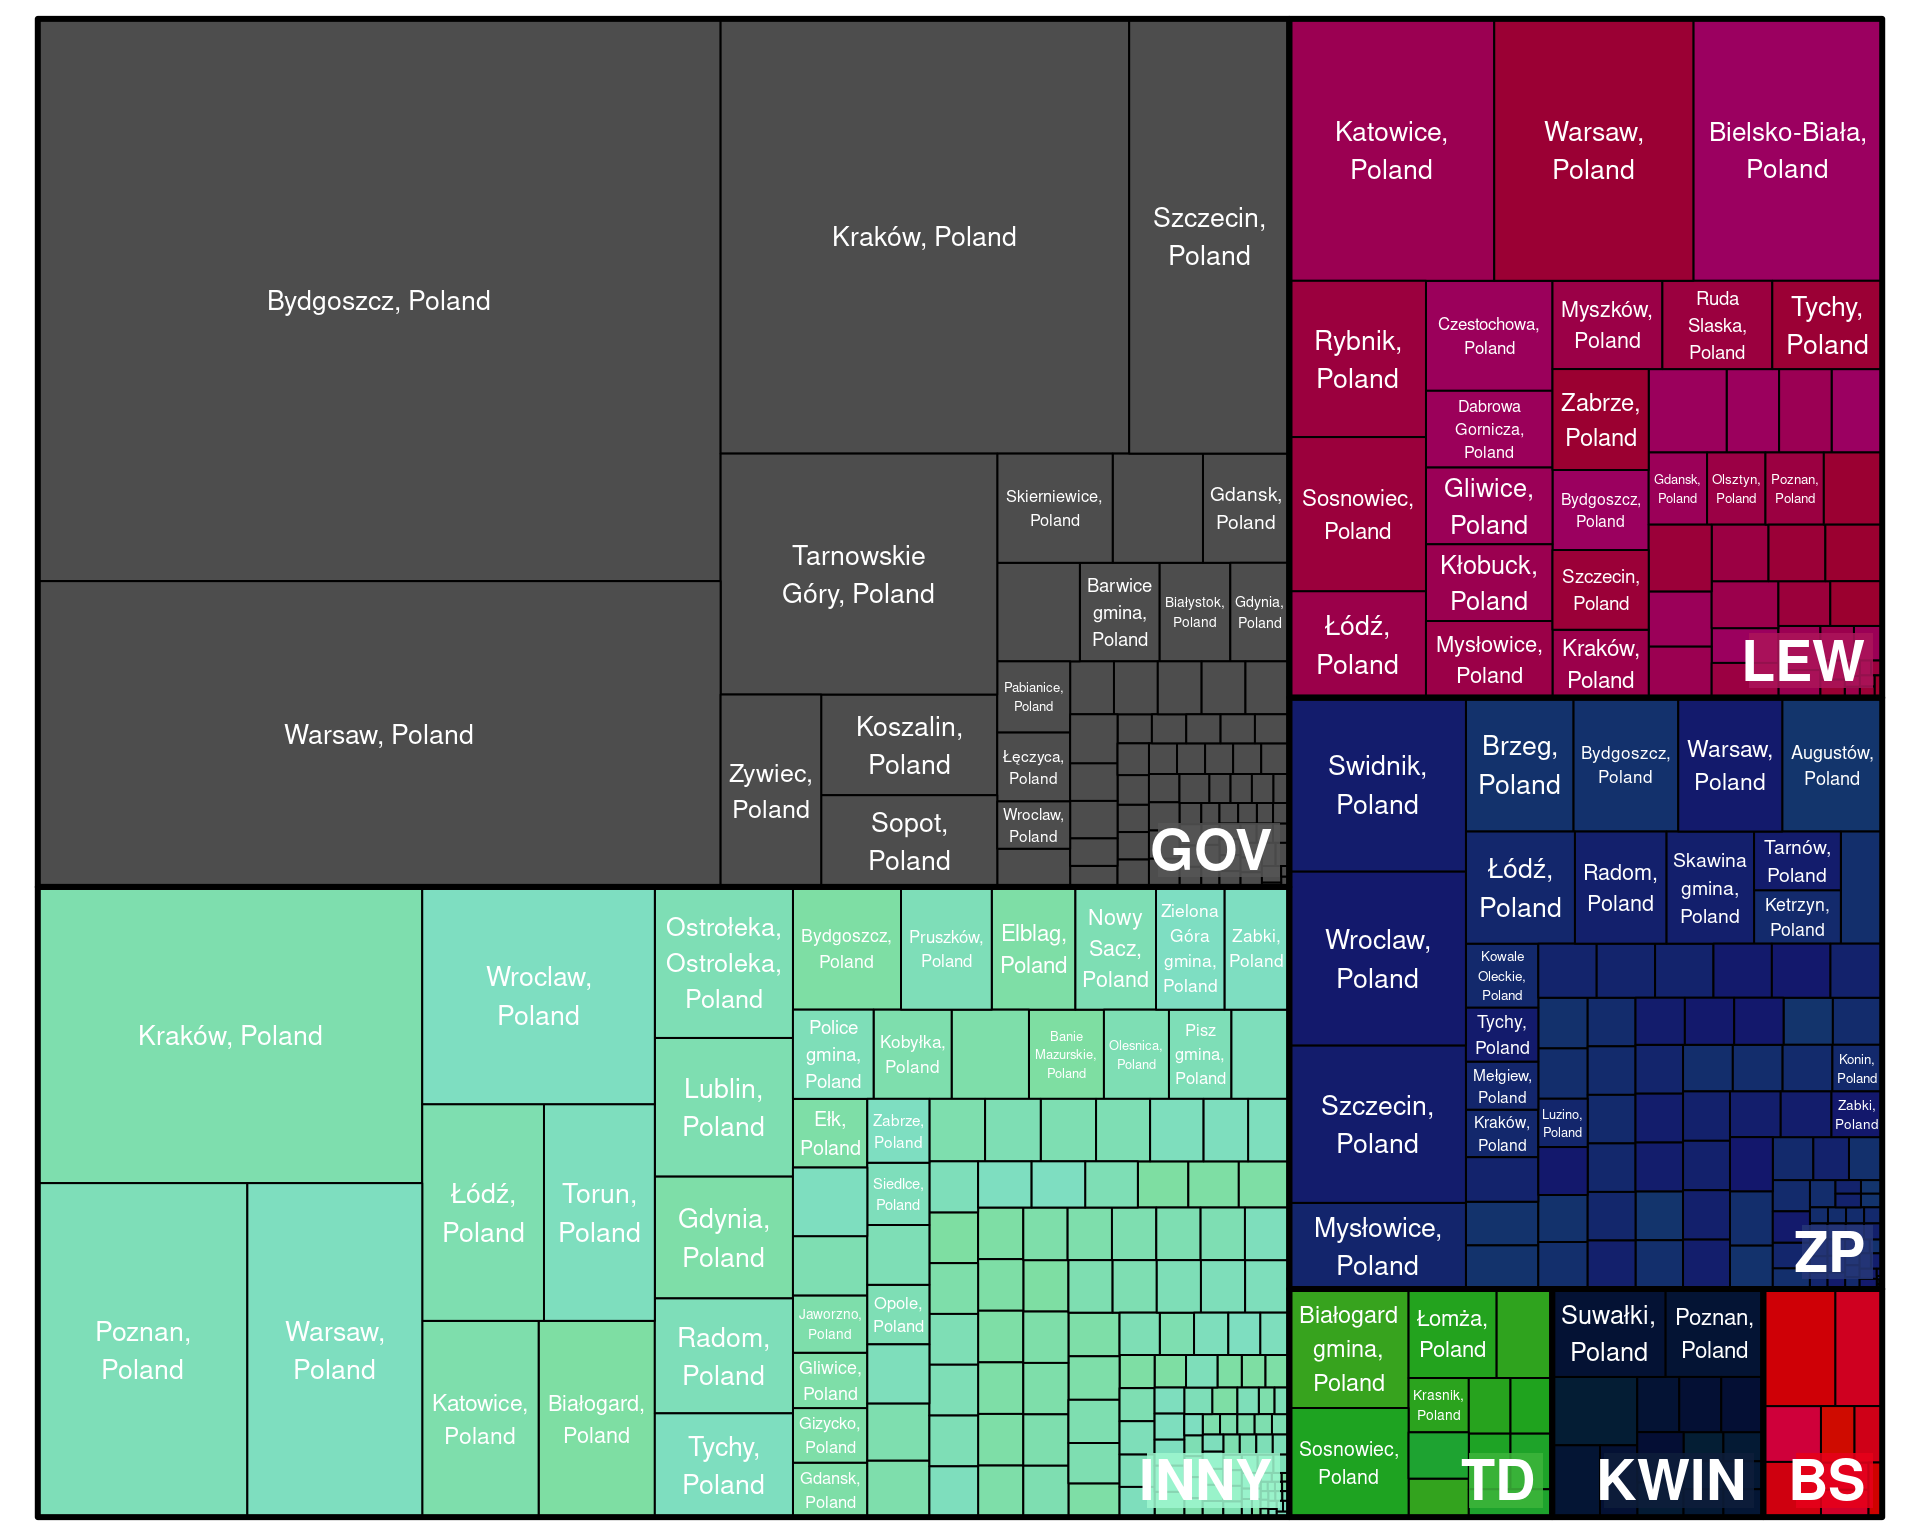 Bydgoszcz, Poland
Warsaw, Poland
Kraków, Poland
Szczecin,
Poland
Tarnowskie
Góry, Poland
Zywiec,
Poland
Koszalin,
Poland
Sopot,
Poland
Skierniewice,
Poland
Gdansk,
Poland
Barwice
gmina,
Poland
Białystok,
Poland
Gdynia,
Poland
Pabianice,
Poland
Łęczyca,
Poland
Wroclaw,
Poland
GOV
Katowice,
Poland
Warsaw,
Poland
Bielsko-Biała,
Poland
Rybnik,
Poland
Sosnowiec,
Poland
Łódź,
Poland
Czestochowa,
Poland
Dabrowa
Gornicza,
Poland
Gliwice,
Poland
Kłobuck,
Poland
Mysłowice,
Poland
Myszków,
Poland
Ruda
Slaska,
Poland
Tychy,
Poland
Zabrze,
Poland
Bydgoszcz,
Poland
Szczecin,
Poland
Kraków,
Poland
Gdansk,
Poland
Olsztyn,
Poland
Poznan,
Poland
LEW
Swidnik,
Poland
Wroclaw,
Poland
Szczecin,
Poland
Mysłowice,
Poland
Brzeg,
Poland
Bydgoszcz,
Poland
Warsaw,
Poland
Augustów,
Poland
Łódź,
Poland
Radom,
Poland
Skawina
gmina,
Poland
Tarnów,
Poland
Ketrzyn,
Poland
Kowale
Oleckie,
Poland
Tychy,
Poland
Mełgiew,
Poland
Kraków,
Poland
Luzino,
Poland
Konin,
Poland
Zabki,
Poland
ZP
Kraków, Poland
Poznan,
Poland
Warsaw,
Poland
Wroclaw,
Poland
Łódź,
Poland
Torun,
Poland
Katowice,
Poland
Białogard,
Poland
Ostrołeka,
Ostroleka,
Poland
Lublin,
Poland
Gdynia,
Poland
Radom,
Poland
Tychy,
Poland
Bydgoszcz,
Poland
Pruszków,
Poland
Elblag,
Poland
Nowy
Sacz,
Poland
Zielona
Góra
gmina,
Poland
Zabki,
Poland
Police
gmina,
Poland
Kobyłka,
Poland
Banie
Mazurskie,
Poland
Olesnica,
Poland
Pisz
gmina,
Poland
Ełk,
Poland
Zabrze,
Poland
Siedlce,
Poland
Opole,
Poland
Jaworzno,
Poland
Gliwice,
Poland
Gizycko,
Poland
Gdansk,
Poland
INNY
Białogard
gmina,
Poland
Sosnowiec,
Poland
Łomża,
Poland
Krasnik,
Poland
TD
Suwałki,
Poland
Poznan,
Poland
KWIN
BS